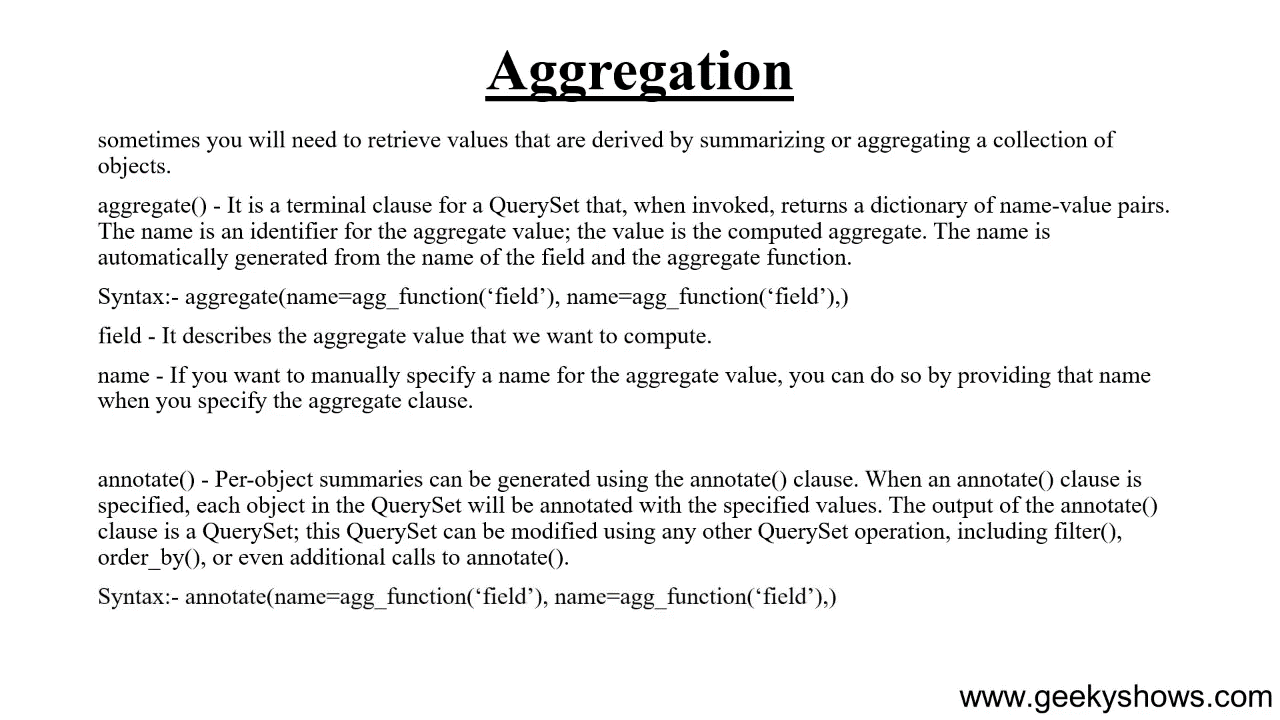 Aggregation
sometimes you will need to retrieve values that are derived by summarizing or aggregating a collection of
objects.
aggregate() - It is a terminal clause for a QuerySet that, when invoked, returns a dictionary of name-value pairs.
The name is an identifier for the aggregate value; the value is the computed aggregate. The name is
automatically generated from the name of the field and the aggregate function.
Syntax:- aggregate(name=agg_function(‘field’), name=agg_function(‘field’),)
field - It describes the aggregate value that we want to compute.
name - If you want to manually specify a name for the aggregate value, you can do so by providing that name
when you specify the aggregate clause.
annotate() - Per-object summaries can be generated using the annotate() clause. When an annotate() clause is
specified, each object in the QuerySet will be annotated with the specified values. The output of the annotate()
clause is a QuerySet; this QuerySet can be modified using any other QuerySet operation, including filter(),
order_by(), or even additional calls to annotate().
Syntax:- annotate(name=agg_function(‘field’), name=agg_function(‘field’),)
www.geekyshows.com